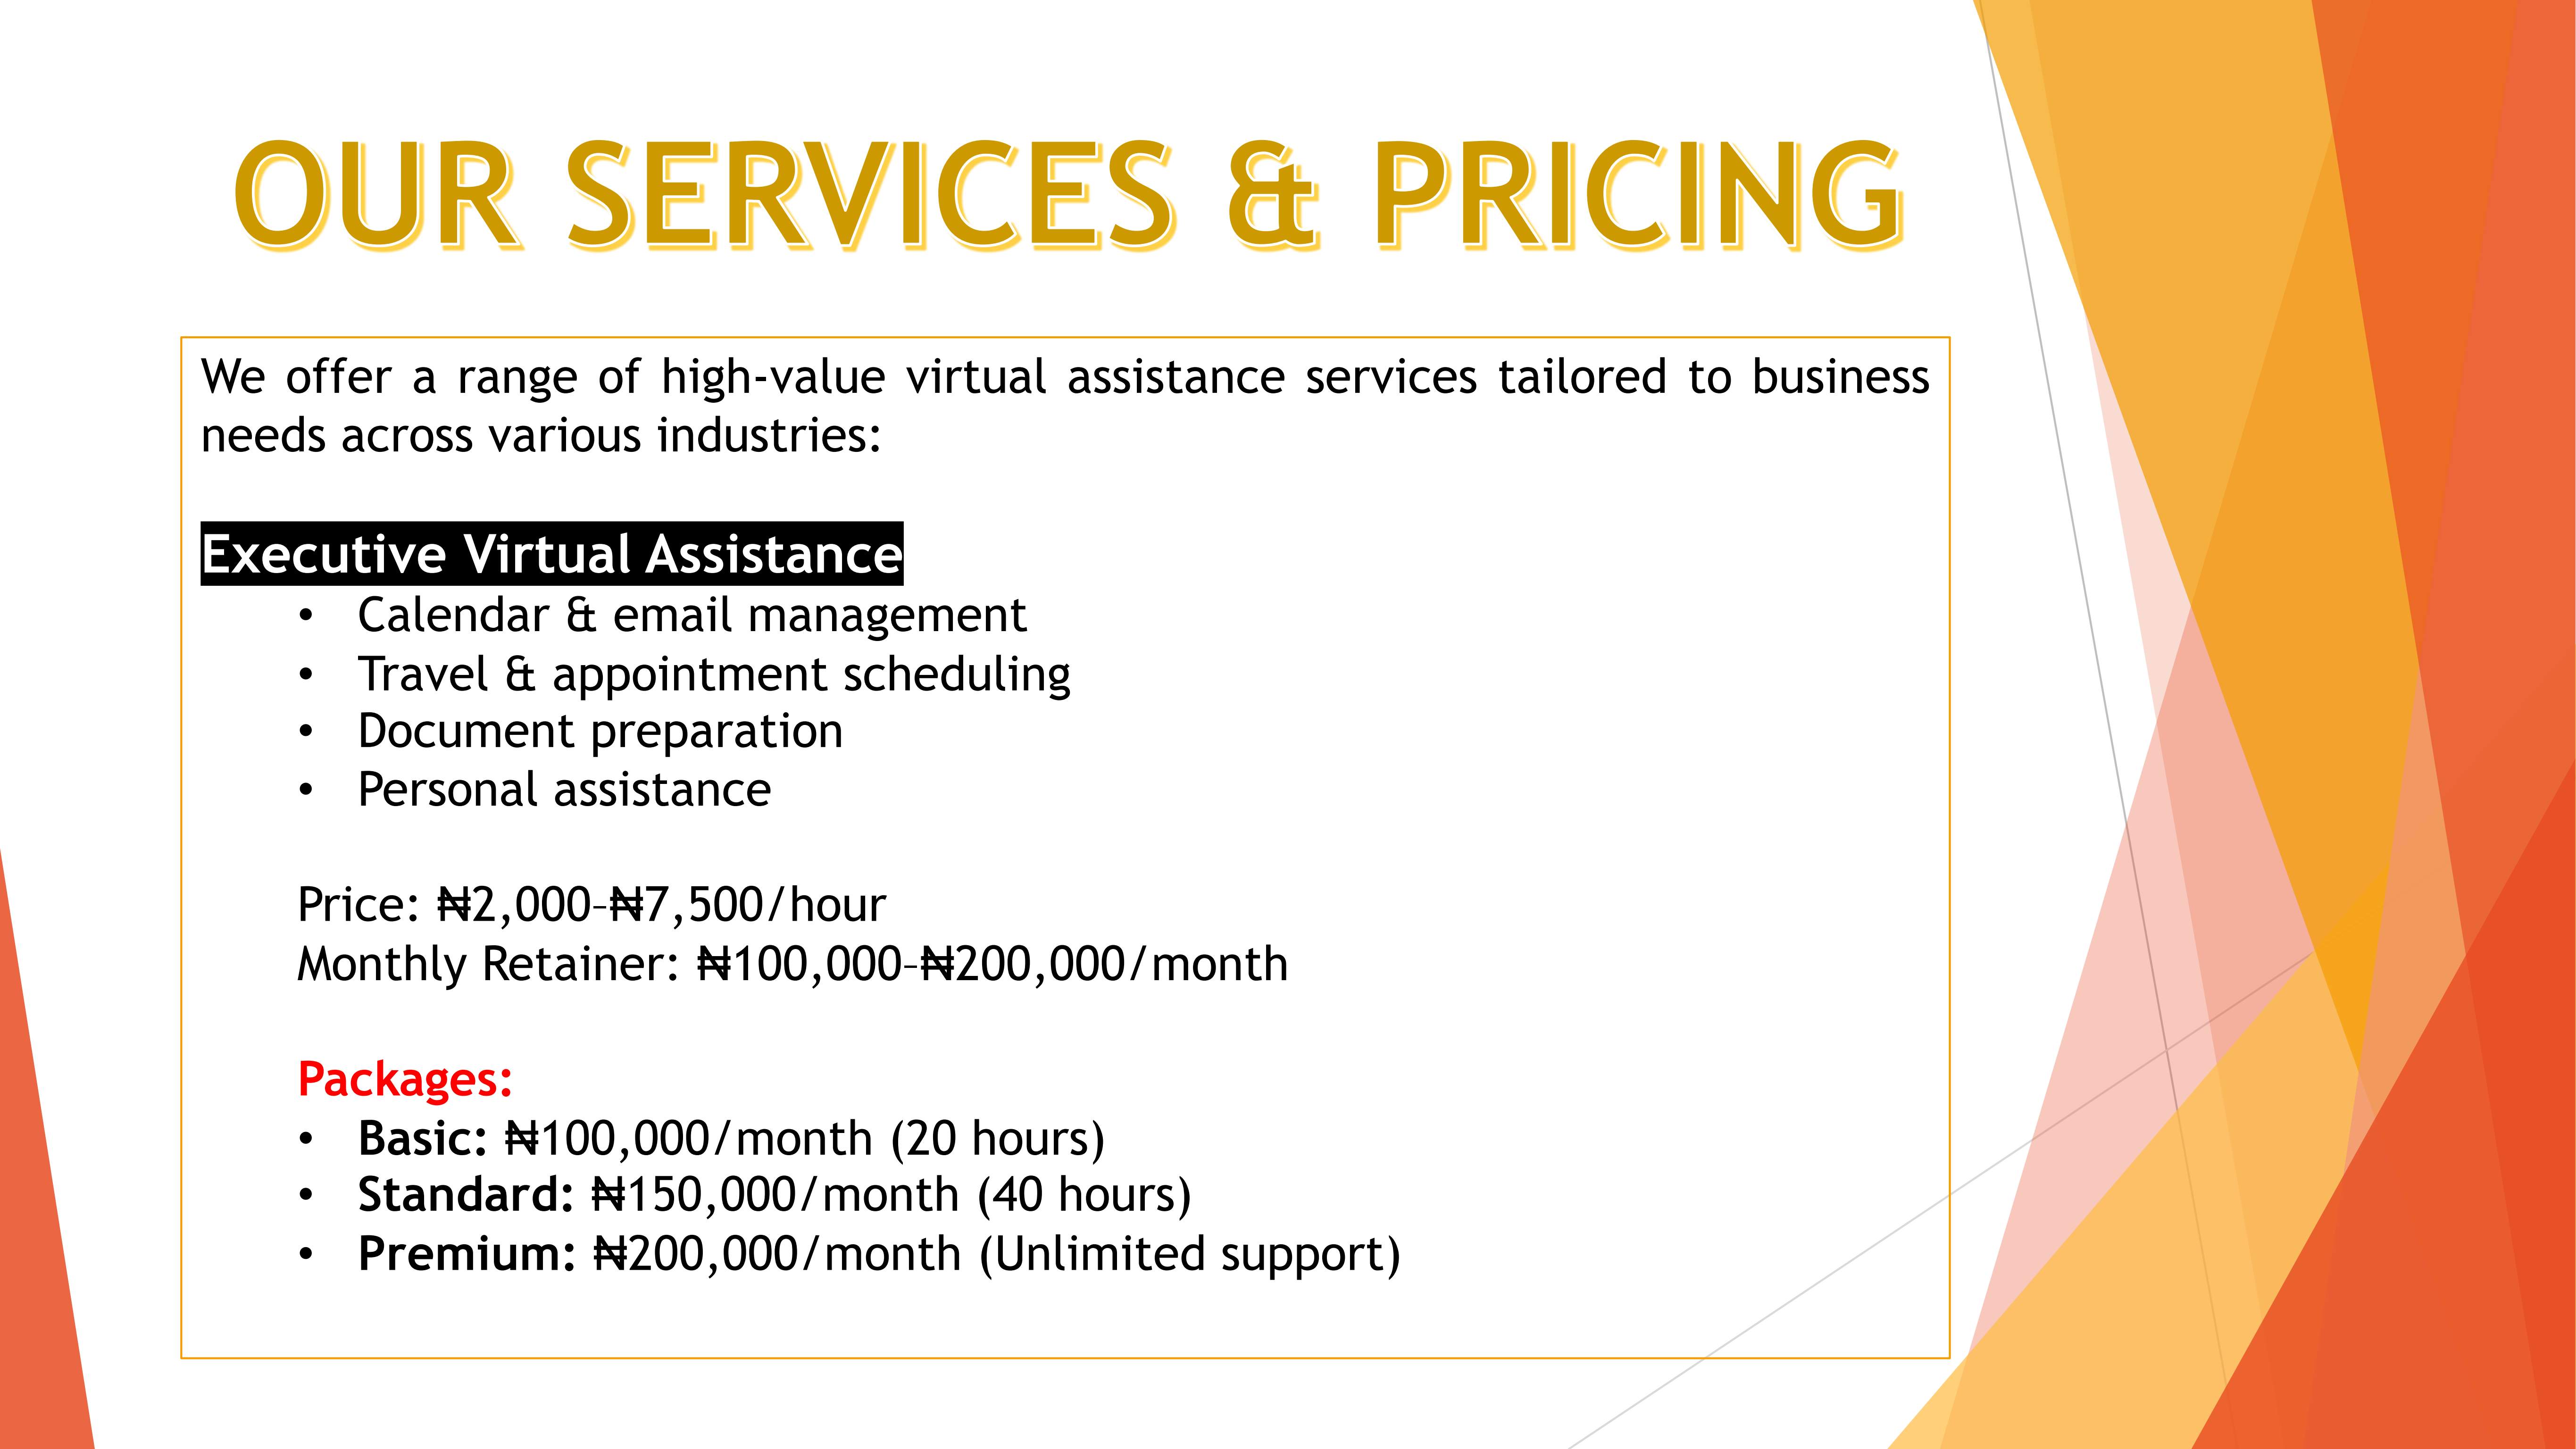 OUR SERVICES & PRICING
We offer a range of high-value virtual assistance services tailored to business
needs across various industries:
Executive Virtual Assistance
• Calendar & email management
• Travel & appointment scheduling
• Document preparation
• Personal assistance
Price: ₦2,000–₦7,500/hour
Monthly Retainer: ₦100,000–₦200,000/month
Packages:
• Basic: ₦100,000/month (20 hours)
• Standard: ₦150,000/month (40 hours)
• Premium: ₦200,000/month (Unlimited support)